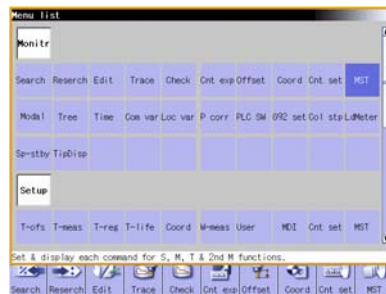 Menu list
Monitr
Search Reserch Edit Trace Check Cnt exp Offset Coord Cnt set MST
Modal Tree Time Com var Loc var P corr PLC SW G92 set Col stp LdMeter
Sp-stby TipDisp
Setup
T-ofs T-meas T-reg T-life Coord W-meas User MDI Cnt set MST
Set & display each command for S, M, T & 2nd M functions.
Search Reserch Edit Trace Check Cnt exp Offset Coord Cnt set MST